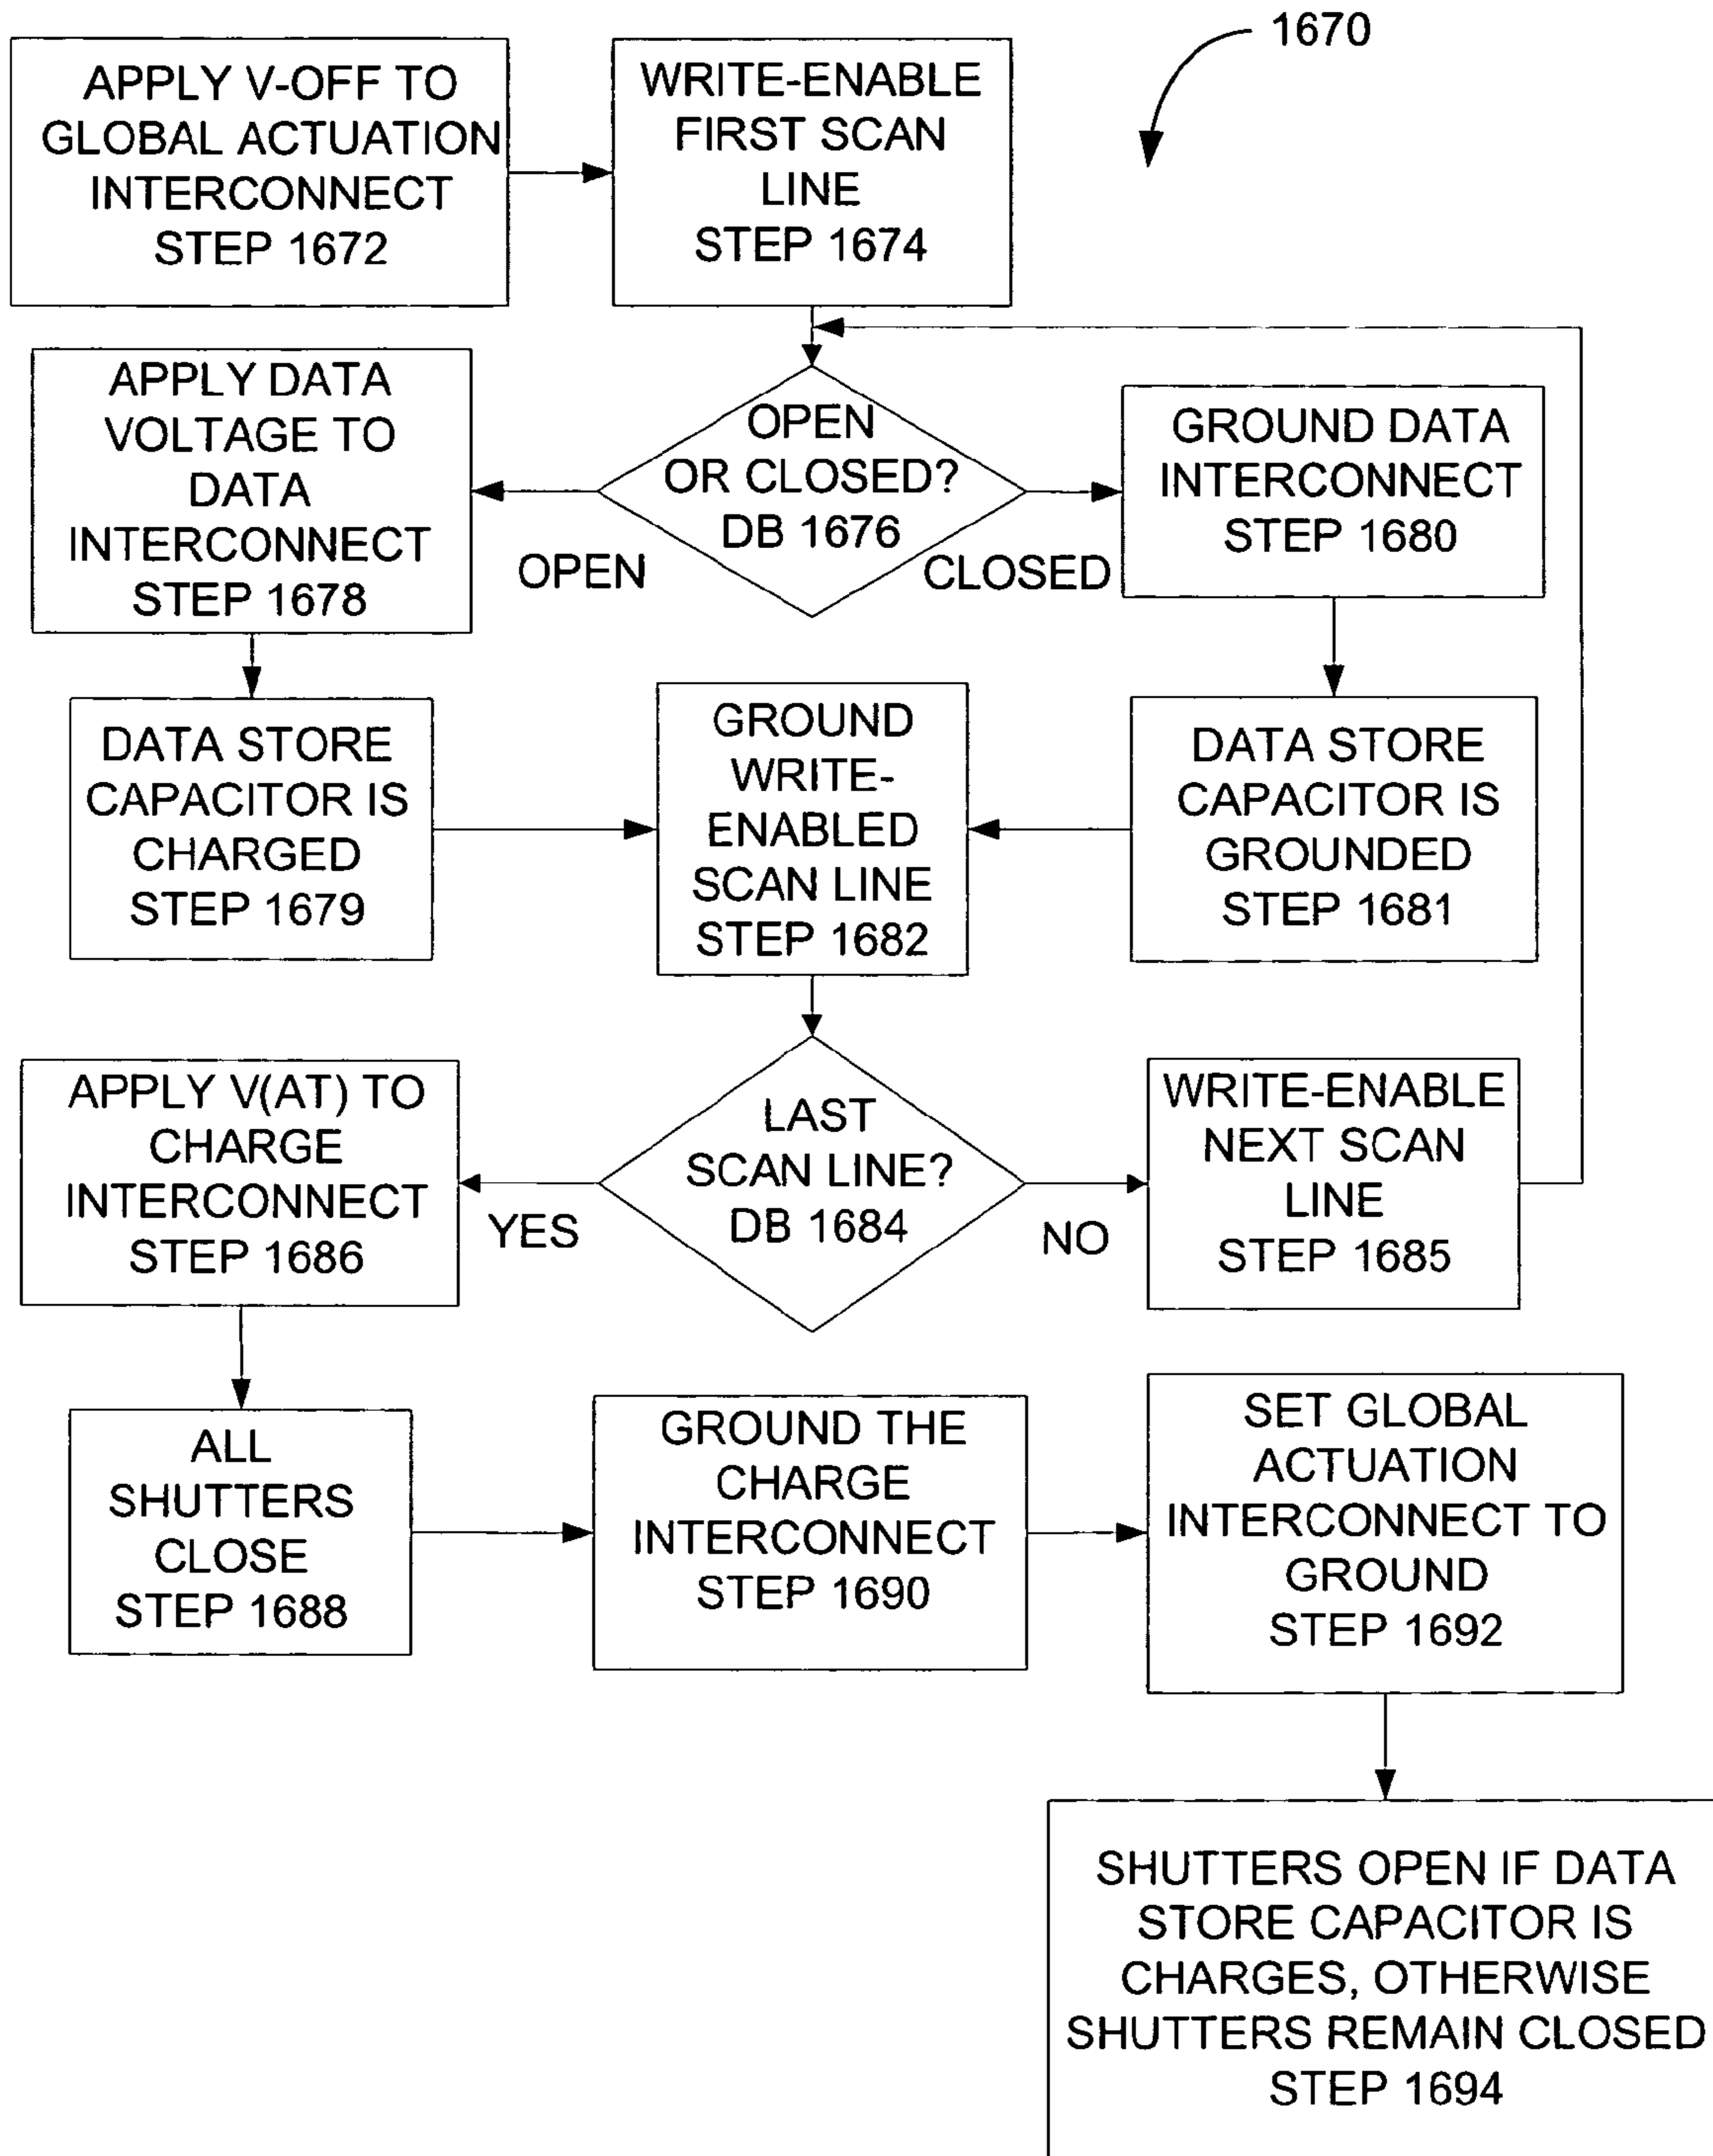 1670
APPLY V-OFF TO
GLOBAL ACTUATION
INTERCONNECT
STEP 1672
WRITE-ENABLE
FIRST SCAN
LINE
STEP 1674
OPEN
OR CLOSED?
DB 1676
OPEN
CLOSED
APPLY DATA
VOLTAGE TO
DATA
INTERCONNECT
STEP 1678
GROUND DATA
INTERCONNECT
STEP 1680
DATA STORE
CAPACITOR IS
CHARGED
STEP 1679
GROUND
WRITE-
ENABLED
SCAN LINE
STEP 1682
DATA STORE
CAPACITOR IS
GROUNDED
STEP 1681
APPLY V(AT) TO
CHARGE
INTERCONNECT
STEP 1686
YES
LAST
SCAN LINE?
DB 1684
NO
WRITE-ENABLE
NEXT SCAN
LINE
STEP 1685
ALL
SHUTTERS
CLOSE
STEP 1688
GROUND THE
CHARGE
INTERCONNECT
STEP 1690
SET GLOBAL
ACTUATION
INTERCONNECT TO
GROUND
STEP 1692
SHUTTERS OPEN IF DATA
STORE CAPACITOR IS
CHARGES, OTHERWISE
SHUTTERS REMAIN CLOSED
STEP 1694